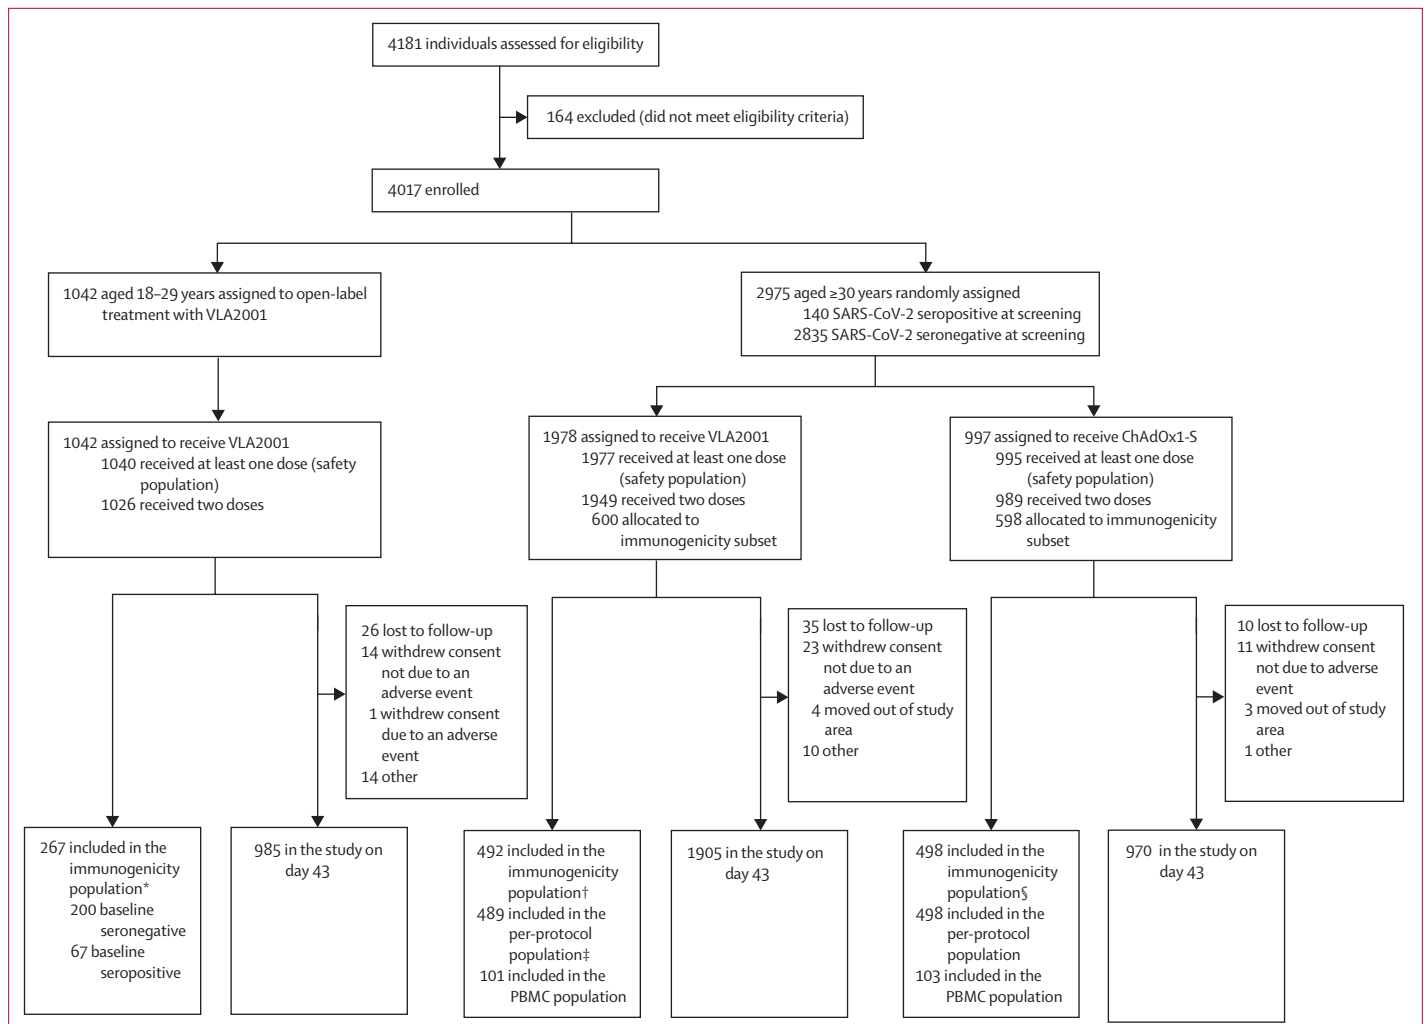 4181 individuals assessed for eligibility
164 excluded (did not meet eligibility criteria)
4017 enrolled
1042 aged 18–29 years assigned to open-label
treatment with VLA2001
2975 aged ≥30 years randomly assigned
140 SARS-CoV-2 seropositive at screening
2835 SARS-CoV-2 seronegative at screening
1042 assigned to receive VLA2001
1040 received at least one dose (safety
population)
1026 received two doses
1978 assigned to receive VLA2001
1977 received at least one dose
(safety population)
1949 received two doses
600 allocated to
immunogenicity subset
997 assigned to receive ChAdOx1-S
995 received at least one dose
(safety population)
989 received two doses
598 allocated to immunogenicity
subset
26 lost to follow-up
14 withdrew consent
not due to an
adverse event
1 withdrew consent
due to an adverse
event
14 other
35 lost to follow-up
23 withdrew consent
not due to an
adverse event
4 moved out of study
area
10 other
10 lost to follow-up
11 withdrew consent
not due to adverse
event
3 moved out of study
area
1 other
267 included in the
immunogenicity
population*
200 baseline
seronegative
67 baseline
seropositive
985 in the study on
day 43
492 included in the
immunogenicity
population†
489 included in the
per-protocol
population‡
101 included in the
PBMC population
1905 in the study on
day 43
498 included in the
immunogenicity
population§
498 included in the
per-protocol
population
103 included in the
PBMC population
970 in the study on
day 43